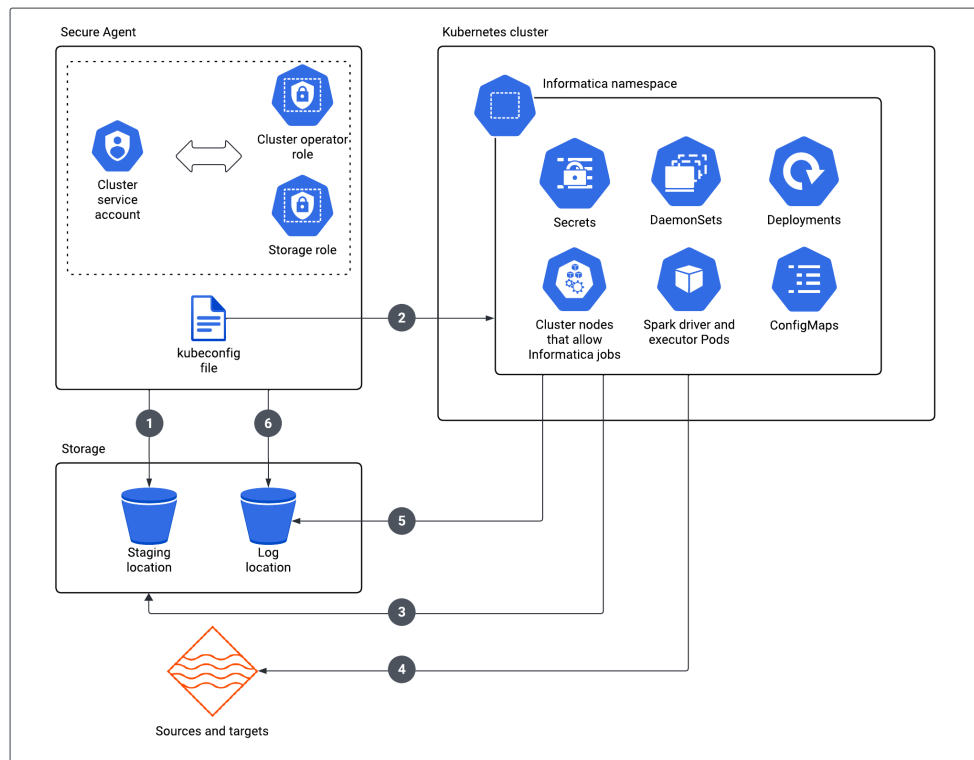 Secure Agent
Cluster
service
account
Cluster operator
role
Storage role
kubeconfig
file
Kubernetes cluster
Informatica namespace
Secrets
DaemonSets
Deployments
Cluster nodes
that allow
Informatica jobs
Spark driver and
executor Pods
ConfigMaps
2
1
6
Storage
Staging
location
Log
location
5
3
4
Sources and targets